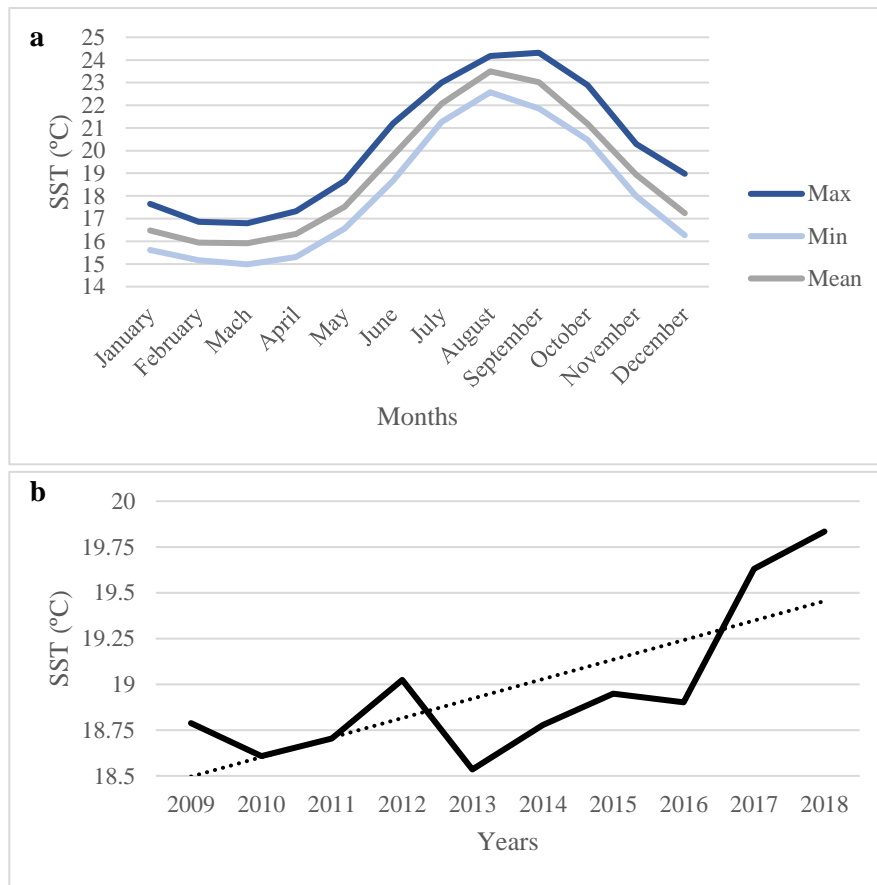 a
25
24
23
22
21
20
19
18
17
16
15
14
SST (ºC)
January
February
Mach
April
May
June
July
August
September
October
November
December
Months
Max
Min
Mean
b
20
19.75
19.5
19.25
19
18.75
18.5
SST (ºC)
2009 2010 2011 2012 2013 2014 2015 2016 2017 2018
Years